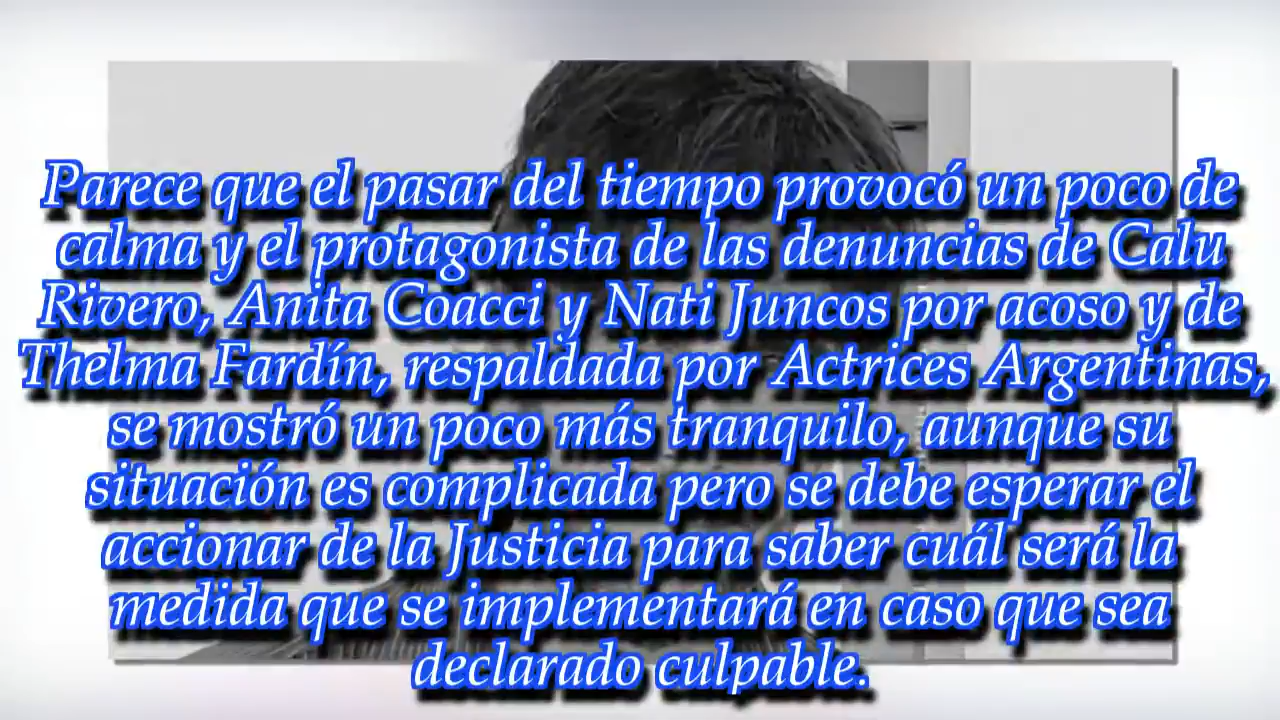 Parece que el pasar del tiempo provocó un poco de
calma y el protagonista de las denuncias de Calu
Rivero, Anita Coacci y Nati Juncos por acoso y de
Thelma Fardín, respaldada por Actrices Argentinas,
se mostró un poco más tranquilo, aunque su
situación es complicada pero se debe esperar el
accionar de la Justicia para saber cuál será la
medida que se implementará en caso que sea
declarado culpable.